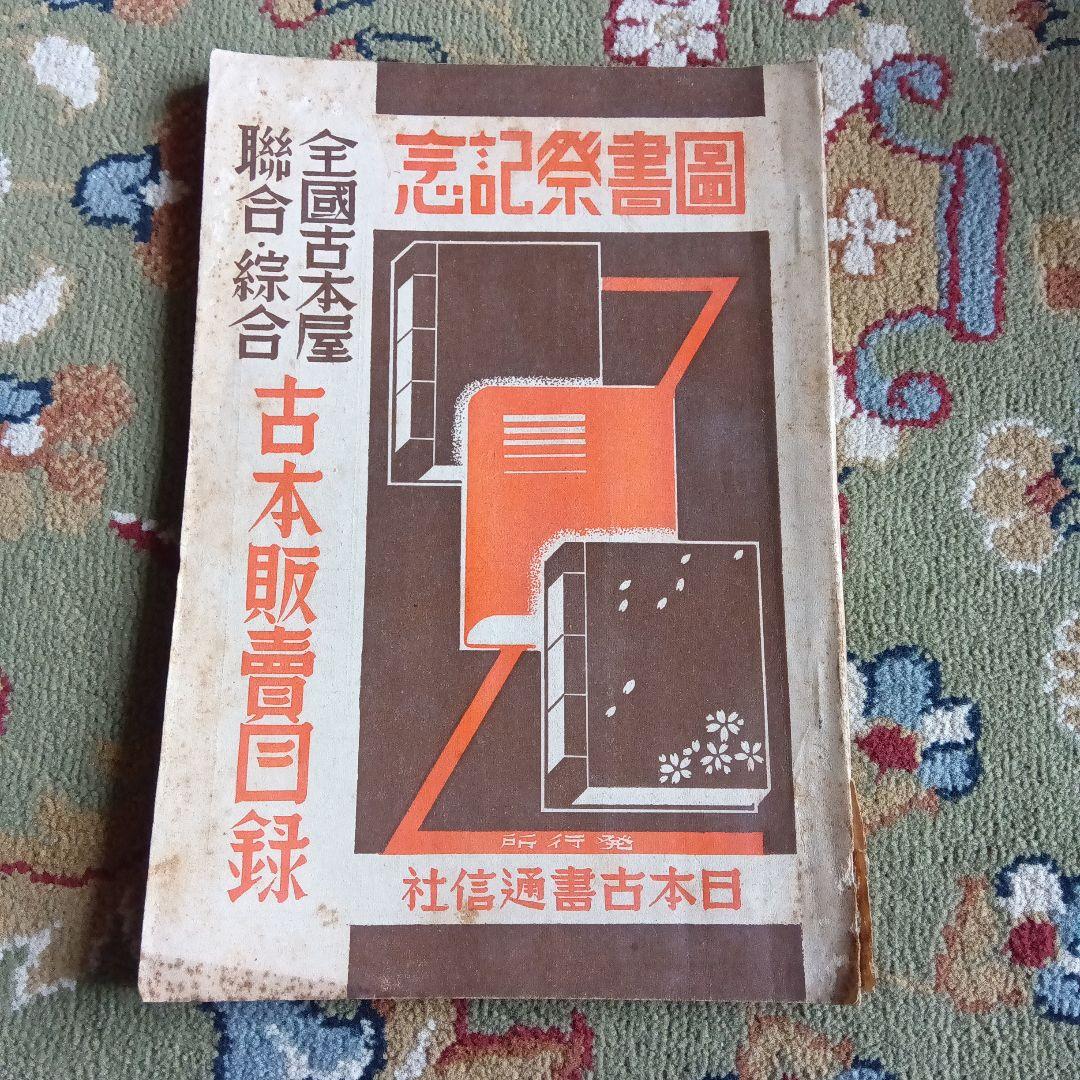 圖書祭記念
全國古本屋
聯合・綜合
古本販賣目録
発行所
日本古書通信社